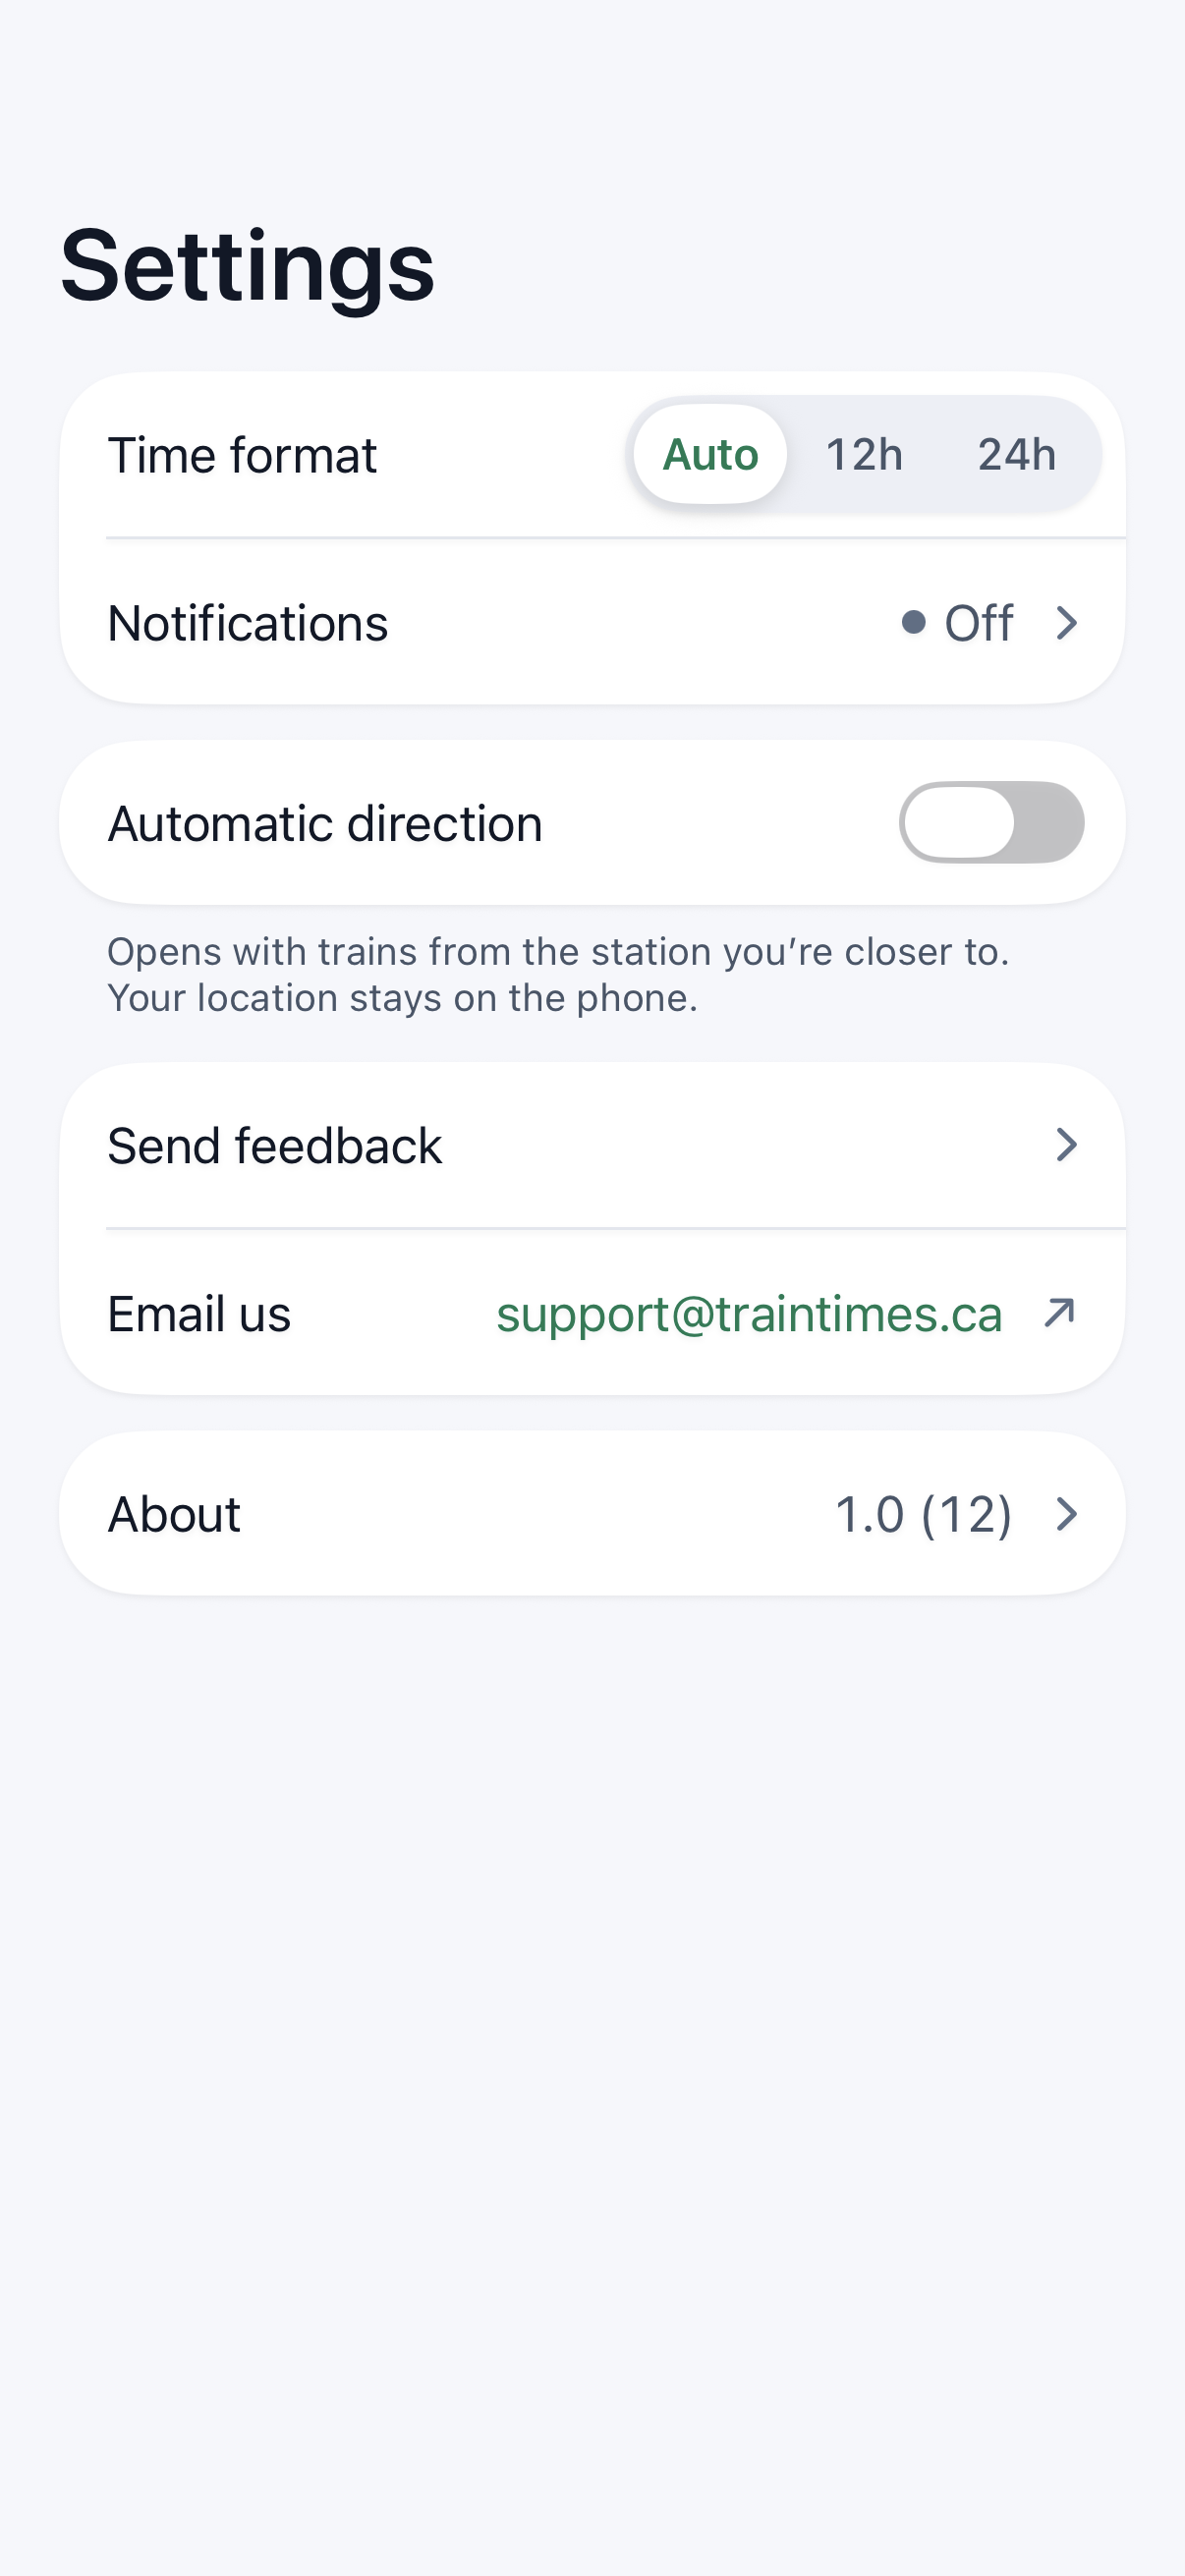 Settings
Time format Auto 12h 24h
Notifications Off
Automatic direction
Opens with trains from the station you’re closer to.
Your location stays on the phone.
Send feedback
Email us support@traintimes.ca
About 1.0 (12)